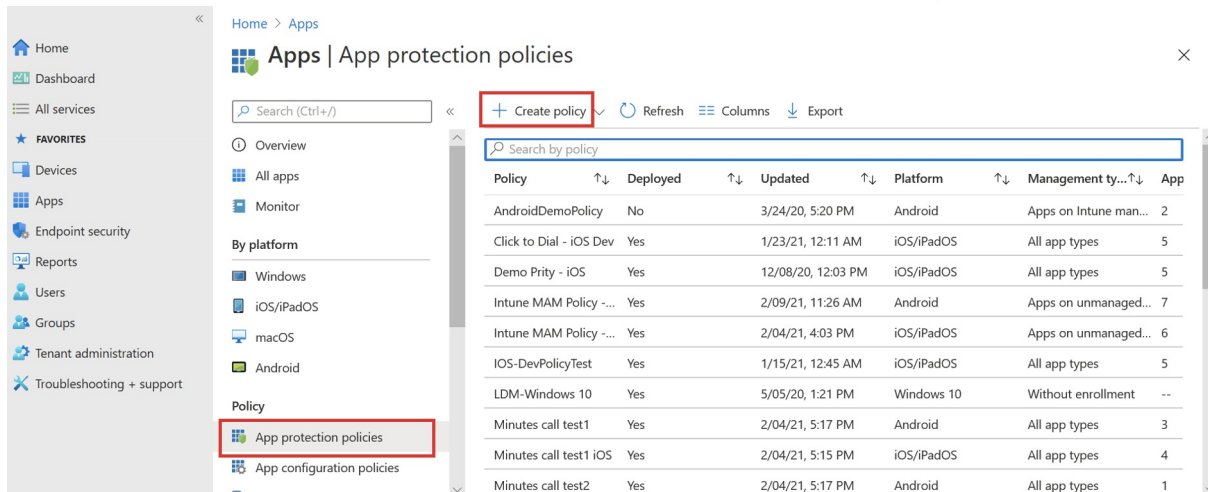 Home
Dashboard
All services
FAVORITES
Devices
Apps
Endpoint security
Reports
Users
Groups
Tenant administration
Troubleshooting + support
Home > Apps
Apps | App protection policies
Search (Ctrl+/)
Overview
All apps
Monitor
By platform
Windows
iOS/iPadOS
macOS
Android
Policy
App protection policies
App configuration policies
Create policy Refresh Columns Export
Search by policy
Policy Deployed Updated Platform Management ty... App
AndroidDemoPolicy No 3/24/20, 5:20 PM Android Apps on Intune man... 2
Click to Dial - iOS Dev Yes 1/23/21, 12:11 AM iOS/iPadOS All app types 5
Demo Prity - iOS Yes 12/08/20, 12:03 PM iOS/iPadOS All app types 5
Intune MAM Policy -... Yes 2/09/21, 11:26 AM Android Apps on unmanaged... 7
Intune MAM Policy -... Yes 2/04/21, 4:03 PM iOS/iPadOS Apps on unmanaged... 6
IOS-DevPolicyTest Yes 1/15/21, 12:45 AM iOS/iPadOS All app types 5
LDM-Windows 10 Yes 5/05/20, 1:21 PM Windows 10 Without enrollment --
Minutes call test1 Yes 2/04/21, 5:17 PM Android All app types 3
Minutes call test1 iOS Yes 2/04/21, 5:15 PM iOS/iPadOS All app types 4
Minutes call test2 Yes 2/04/21, 5:17 PM Android All app types 1